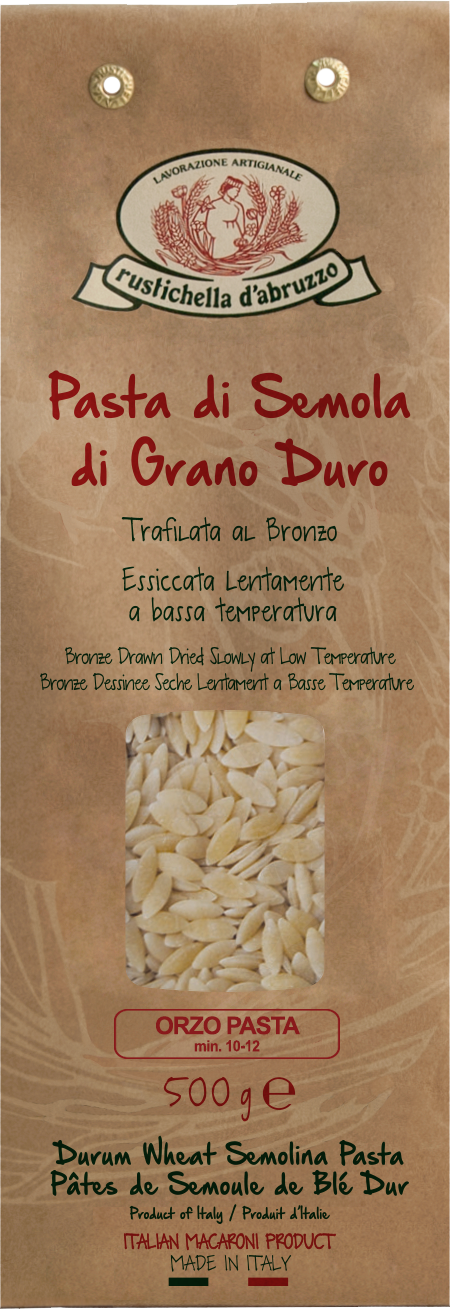 LAVORAZIONE ARTIGIANALE
rustichella d'abruzzo
Pasta di Semola
di Grano Duro
Trafilata al Bronzo
Essiccata Lentamente
a bassa temperatura
Bronze Drawn Dried Slowly at Low Temperature
Bronze Dessinee Seche Lentament a Basse Temperature
ORZO PASTA
min. 10-12
500 g ℮
Durum Wheat Semolina Pasta
Pâtes de Semoule de Blé Dur
Product of Italy / Produit d'Italie
ITALIAN MACARONI PRODUCT
MADE IN ITALY